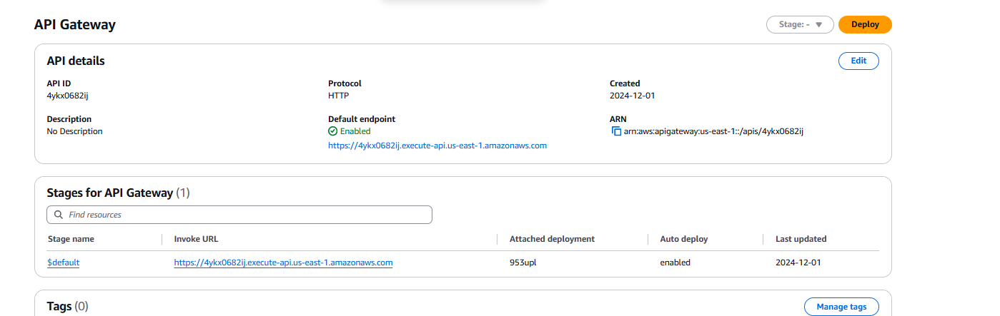 API Gateway
Stage: -
Deploy
API details
Edit
API ID
Protocol
Created
4ykx0682ij
HTTP
2024-12-01
Description
Default endpoint
ARN
No Description
Enabled
arn:aws:apigateway:us-east-1::/apis/4ykx0682ij
https://4ykx0682ij.execute-api.us-east-1.amazonaws.com
Stages for API Gateway (1)
Find resources
Stage name
Invoke URL
Attached deployment
Auto deploy
Last updated
$default
https://4ykx0682ij.execute-api.us-east-1.amazonaws.com
953upl
enabled
2024-12-01
Tags (0)
Manage tags